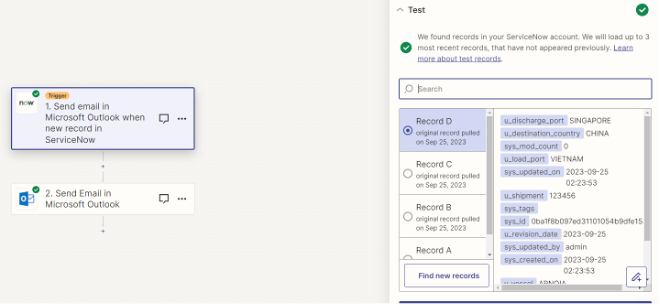 Test
We found records in your ServiceNow account. We will load up to 3
most recent records, that have not appeared previously. Learn
more about test records.
Search
now
Trigger
1. Send email in
Microsoft Outlook when
new record in
ServiceNow
2. Send Email in
Microsoft Outlook
Record D
original record pulled
on Sep 25, 2023
Record C
original record pulled
on Sep 25, 2023
Record B
original record pulled
on Sep 25, 2023
Record A
u_discharge_port SINGAPORE
u_destination_country CHINA
sys_mod_count 0
u_load_port VIETNAM
sys_updated_on 2023-09-25
02:23:53
u_shipment 123456
sys_tags
sys_id 0ba1f8b097ed31101054b9dfe15
u_revision_date 2023-09-25
sys_updated_by admin
sys_created_on 2023-09-25
02:23:53
Find new records